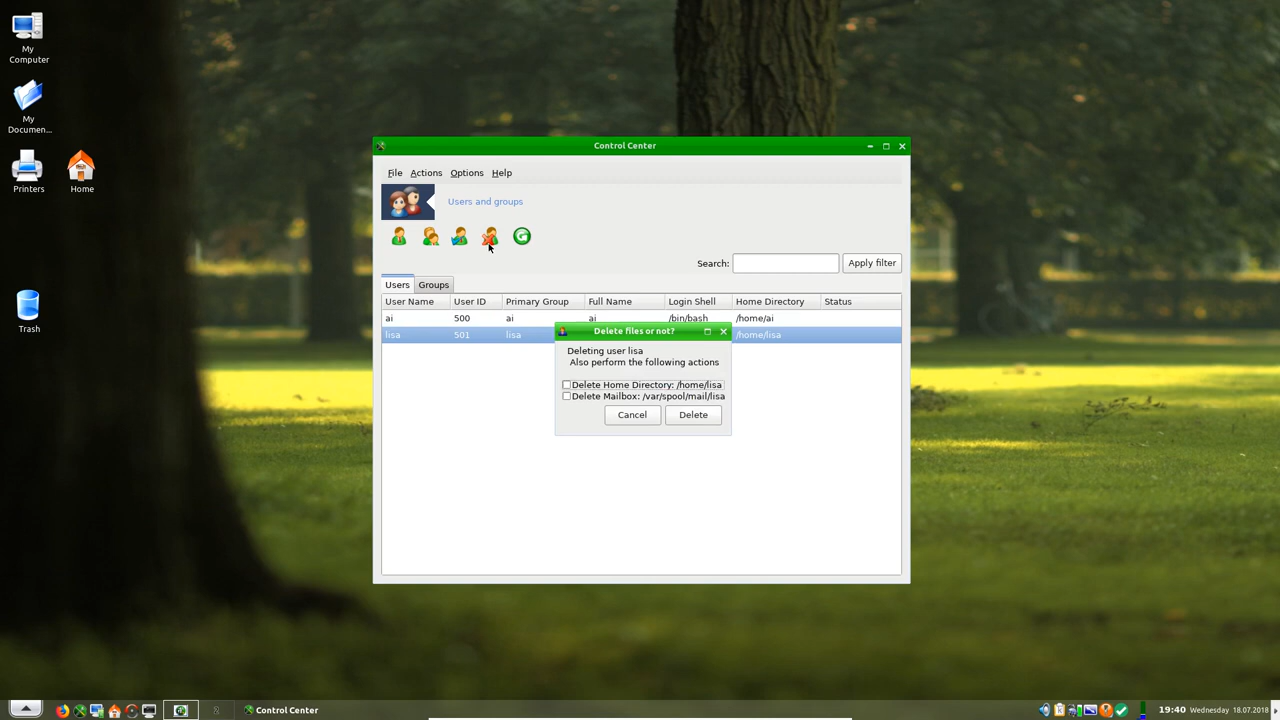 My
Computer
My
Documen...
Printers
Home
Trash
Control Center
File Actions Options Help
Users and groups
Search:
Apply filter
Users Groups
User Name User ID Primary Group Full Name Login Shell Home Directory Status
ai 500 ai ai /bin/bash /home/ai
lisa 501 lisa /home/lisa
Delete files or not?
Deleting user lisa
Also perform the following actions
Delete Home Directory: /home/lisa
Delete Mailbox: /var/spool/mail/lisa
Cancel Delete
2 Control Center 19:40 Wednesday 18.07.2018